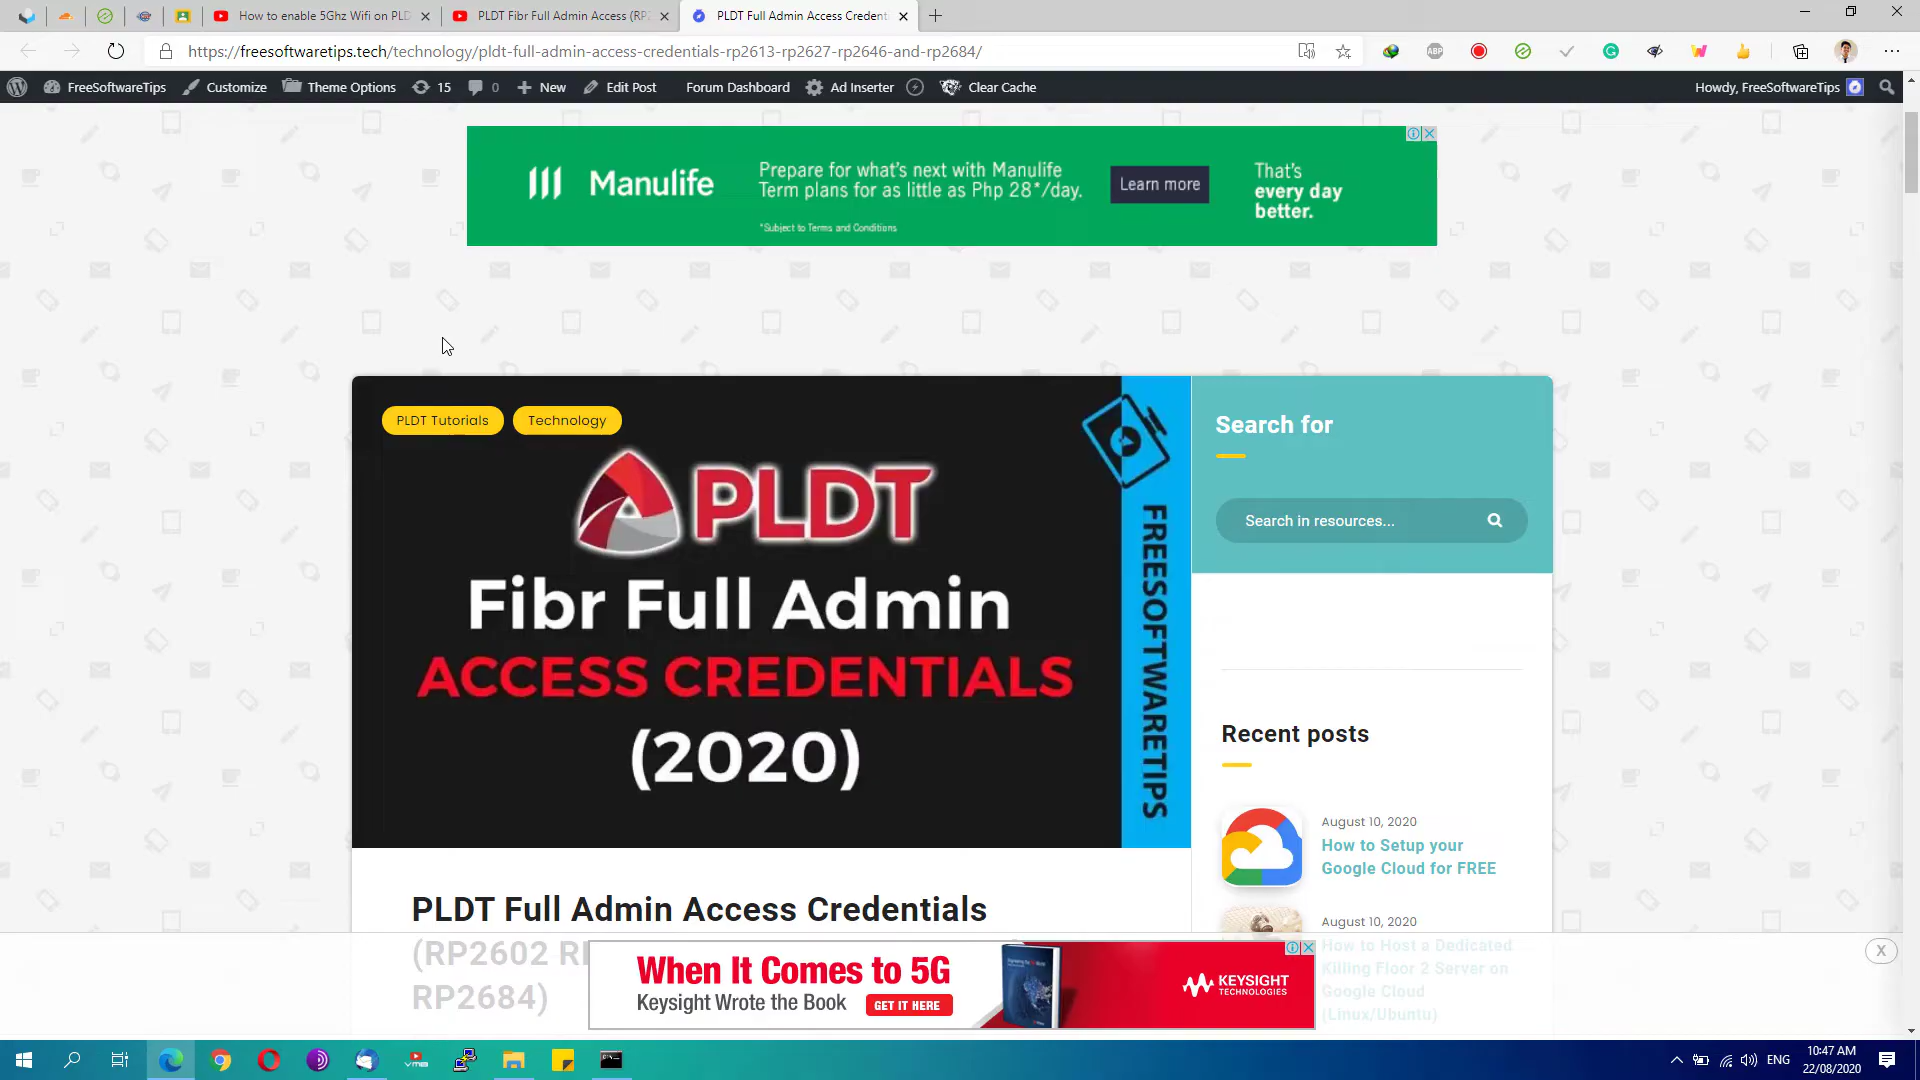 How to enable 5Ghz Wifi on PLD
PLDT Fibr Full Admin Access (RP2
PLDT Full Admin Access Credenti
https://freesoftwaretips.tech/technology/pldt-full-admin-access-credentials-rp2613-rp2627-rp2646-and-rp2684/
ABP
FreeSoftwareTips
Customize
Theme Options
15
0
New
Edit Post
Forum Dashboard
Ad Inserter
Clear Cache
Howdy, FreeSoftwareTips
Manulife
Prepare for what's next with Manulife
Term plans for as little as Php 28*/day.
*Subject to Terms and Conditions
Learn more
That's
every day
better.
PLDT Tutorials
Technology
PLDT
Fibr Full Admin
ACCESS CREDENTIALS
(2020)
FREESOFTWARETIPS
Search for
Search in resources...
Recent posts
August 10, 2020
How to Setup your
Google Cloud for FREE
August 10, 2020
How to Host a Dedicated
Killing Floor 2 Server on
Google Cloud
(Linux/Ubuntu)
PLDT Full Admin Access Credentials
(RP2602 R
RP2684)
When It Comes to 5G
Keysight Wrote the Book
GET IT HERE
KEYSIGHT
TECHNOLOGIES
X
ENG
10:47 AM
22/08/2020